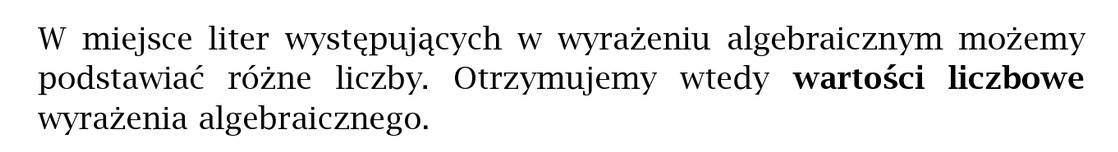 W miejsce liter występujących w wyrażeniu algebraicznym możemy
podstawiać różne liczby. Otrzymujemy wtedy wartości liczbowe
wyrażenia algebraicznego.